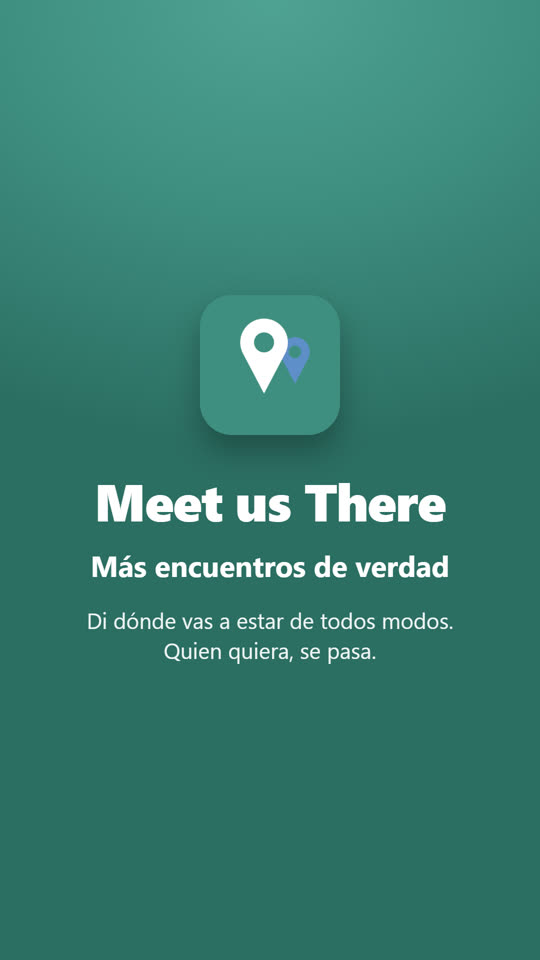 Meet us There
Más encuentros de verdad
Di dónde vas a estar de todos modos.
Quien quiera, se pasa.